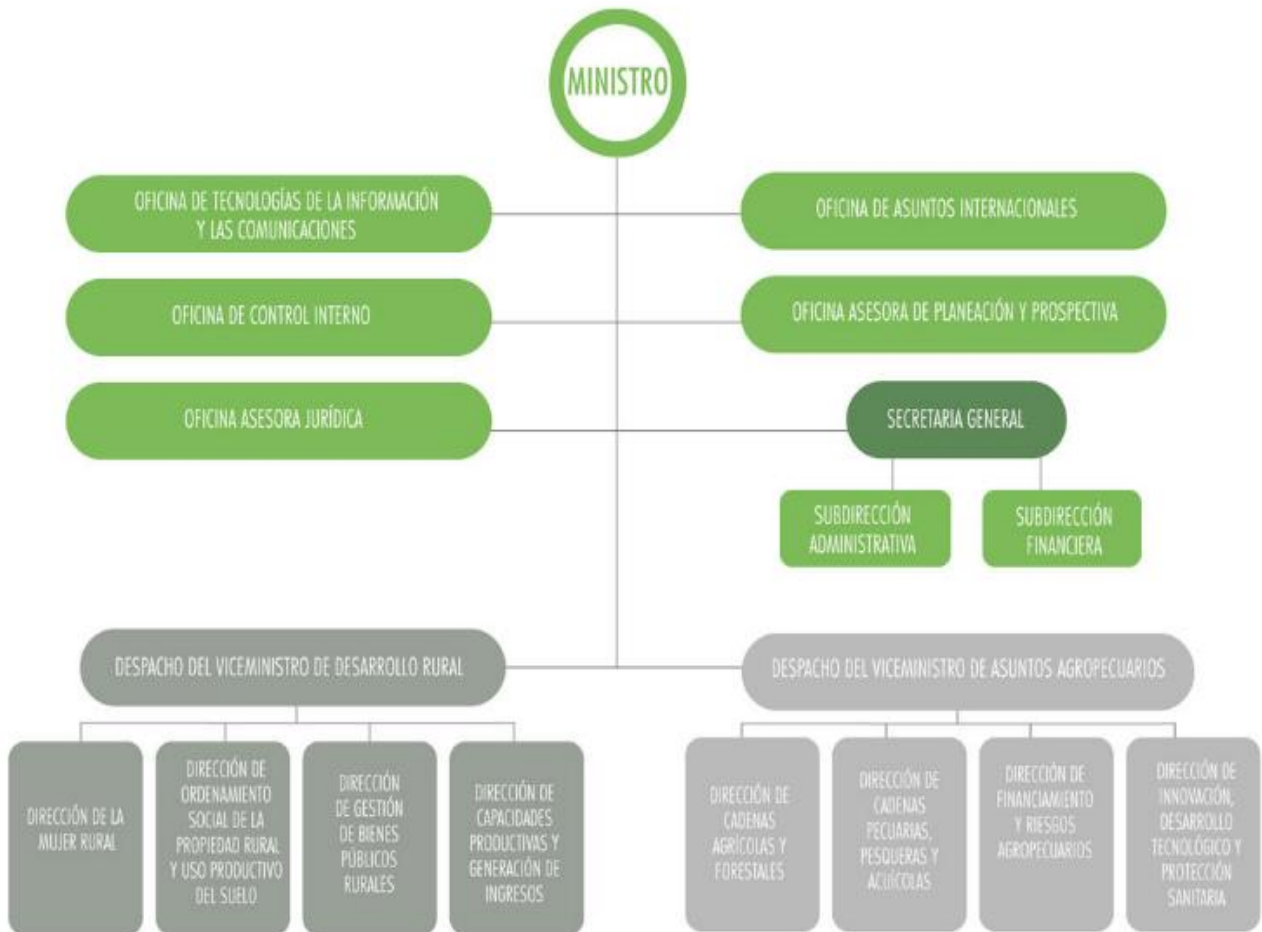 MINISTRO
OFICINA DE TECNOLOGÍAS DE LA INFORMACIÓN
Y LAS COMUNICACIONES
OFICINA DE ASUNTOS INTERNACIONALES
OFICINA DE CONTROL INTERNO
OFICINA ASESORA DE PLANEACIÓN Y PROSPECTIVA
OFICINA ASESORA JURÍDICA
SECRETARIA GENERAL
SUBDIRECCIÓN
ADMINISTRATIVA
SUBDIRECCIÓN
FINANCIERA
DESPACHO DEL VICEMINISTRO DE DESARROLLO RURAL
DESPACHO DEL VICEMINISTRO DE ASUNTOS AGROPECUARIOS
DIRECCIÓN DE LA
MUJER RURAL
DIRECCIÓN DE
ORDENAMIENTO
SOCIAL DE LA
PROPIEDAD RURAL
Y USO PRODUCTIVO
DEL SUELO
DIRECCIÓN
DE GESTIÓN
DE BIENES
PÚBLICOS
RURALES
DIRECCIÓN DE
CAPACIDADES
PRODUCTIVAS Y
GENERACIÓN DE
INGRESOS
DIRECCIÓN DE
CADENAS
AGRÍCOLAS Y
FORESTALES
DIRECCIÓN DE
CADENAS
PECUARIAS,
PESQUERAS Y
ACUÍCOLAS
DIRECCIÓN DE
FINANCIAMIENTO
Y RIESGOS
AGROPECUARIOS
DIRECCIÓN DE
INNOVACIÓN,
DESARROLLO
TECNOLÓGICO Y
PROTECCIÓN
SANITARIA